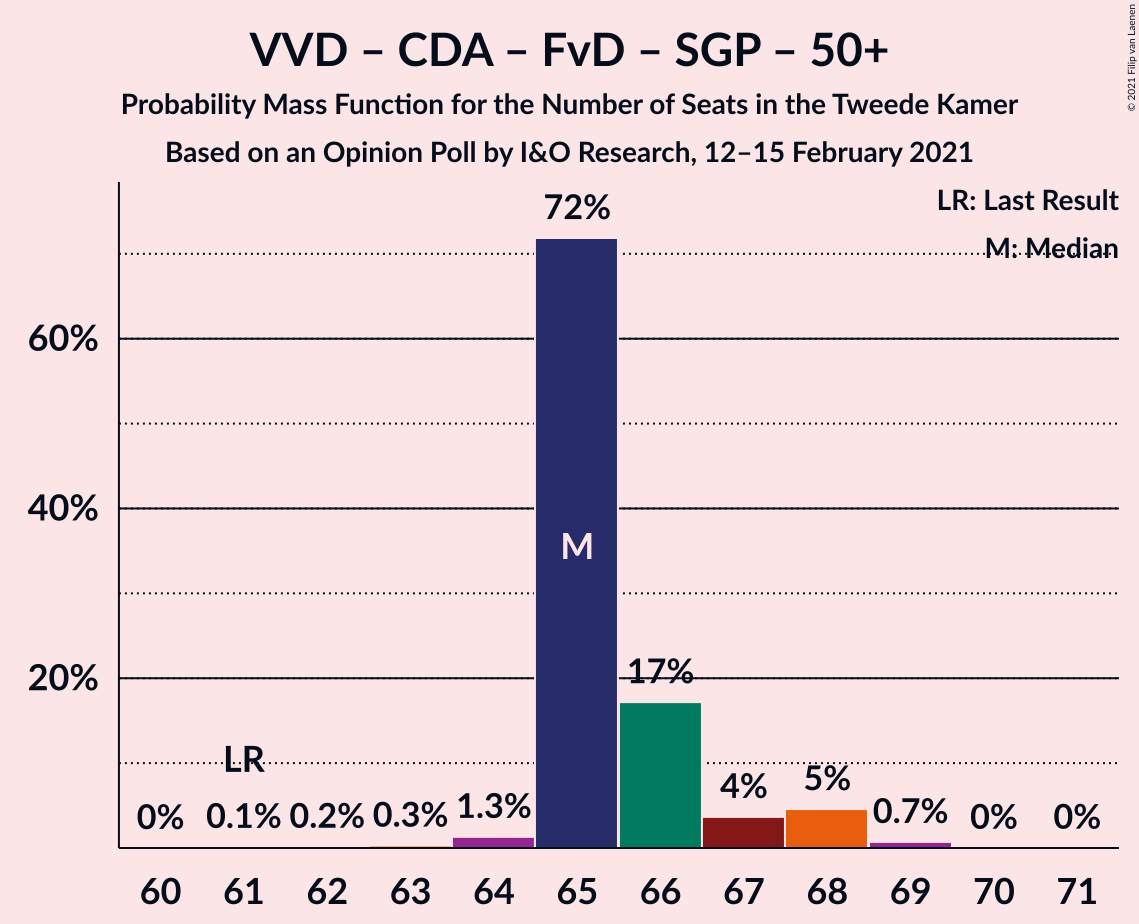 VVD – CDA – FvD – SGP – 50+
Probability Mass Function for the Number of Seats in the Tweede Kamer
Based on an Opinion Poll by I&O Research, 12–15 February 2021
© 2021 Filip van Laenen
LR: Last Result
M: Median
72%
60%
40%
M
20%
17%
LR
0%
0.1%
0.2%
0.3%
1.3%
4%
5%
0.7%
0%
0%
60 61 62 63 64 65 66 67 68 69 70 71